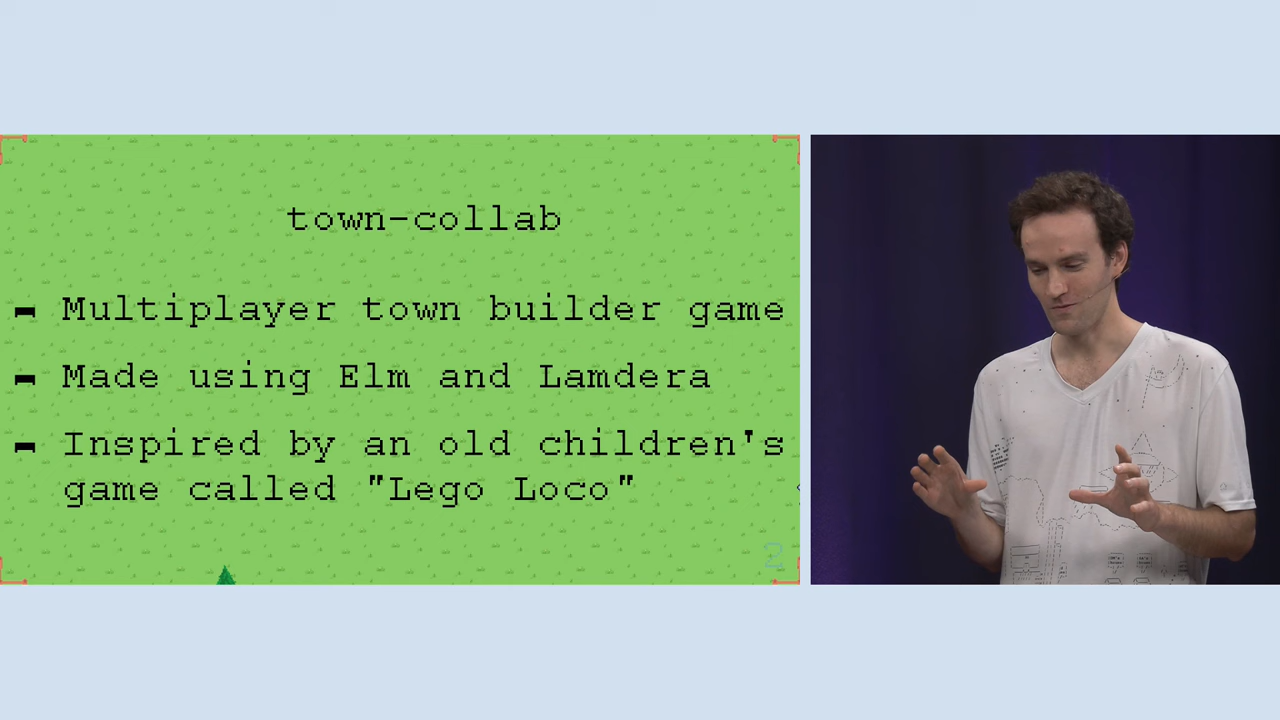 town-collab
- Multiplayer town builder game
- Made using Elm and Lamdera
- Inspired by an old children's
game called "Lego Loco"
2